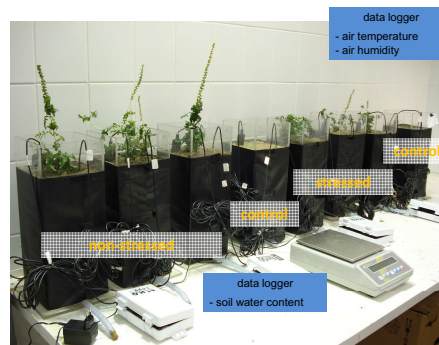 data logger
- air temperature
- air humidity
control
stressed
control
non-stressed
data logger
- soil water content